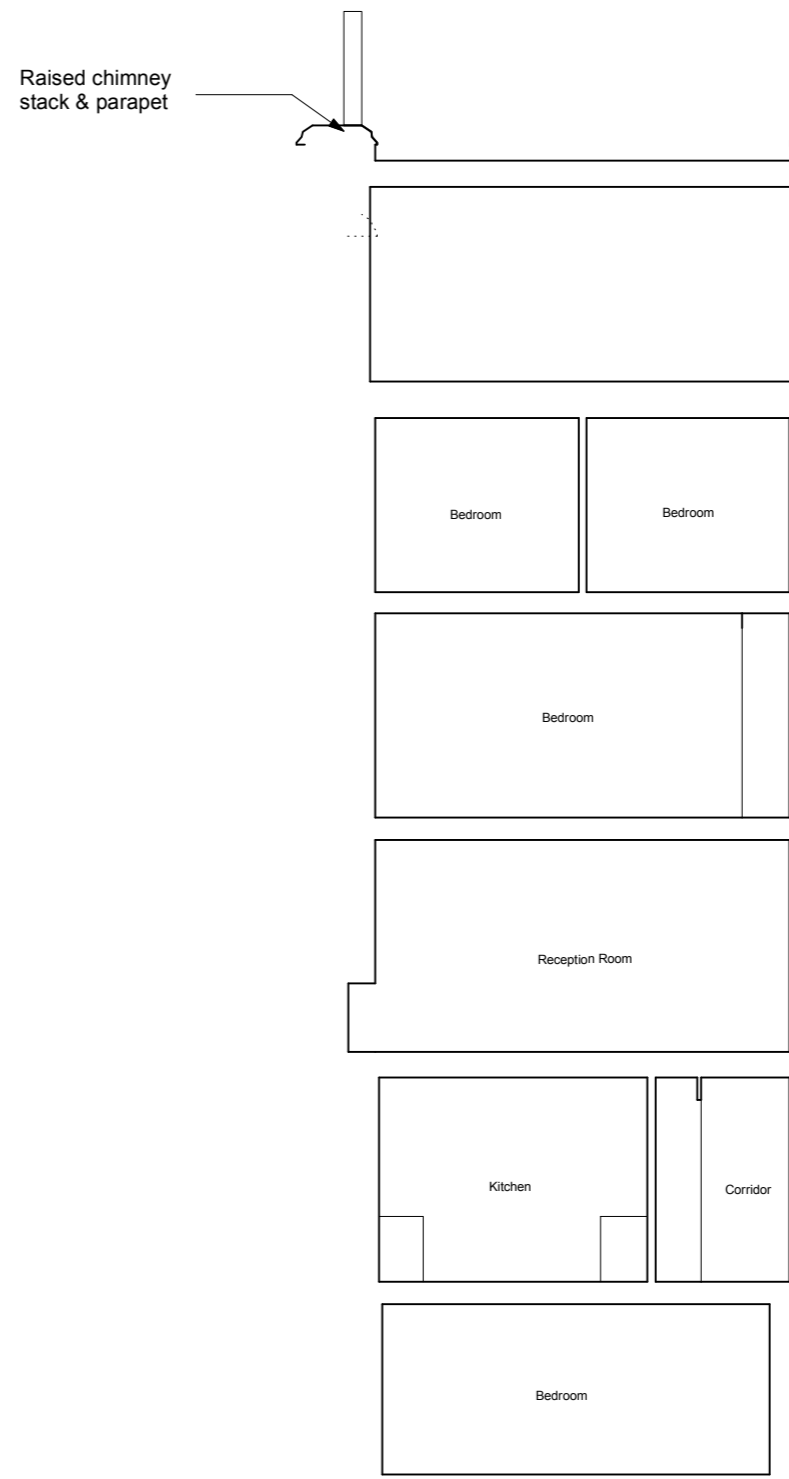 Raised chimney
stack & parapet
Bedroom
Bedroom
Bedroom
Reception Room
Kitchen
Corridor
Bedroom